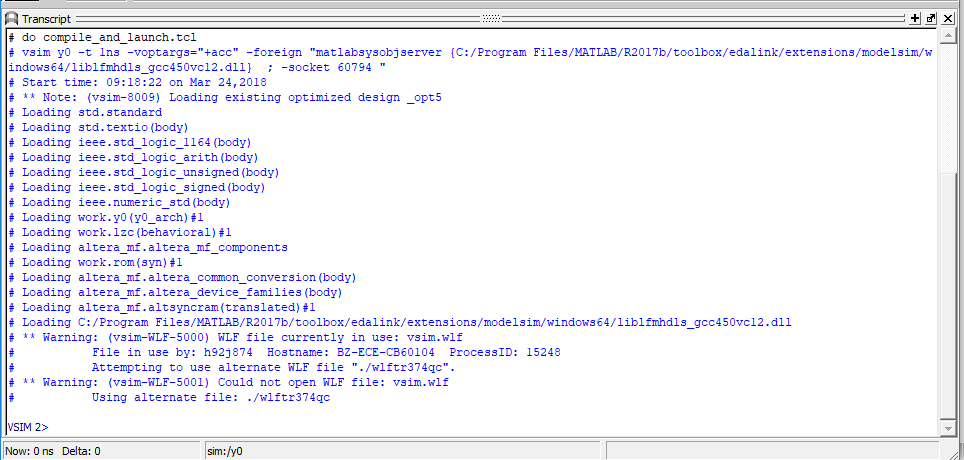 Transcript
# do compile_and_launch.tcl
# vsim y0 -t 1ns -voptargs="+acc" -foreign "matlabsysobjserver {C:/Program Files/MATLAB/R2017b/toolbox/edalink/extensions/modelsim/w
indows64/liblfmhdls_gcc450vc12.dll}  ; -socket 60794 "
# Start time: 09:18:22 on Mar 24,2018
# ** Note: (vsim-8009) Loading existing optimized design _opt5
# Loading std.standard
# Loading std.textio(body)
# Loading ieee.std_logic_1164(body)
# Loading ieee.std_logic_arith(body)
# Loading ieee.std_logic_unsigned(body)
# Loading ieee.std_logic_signed(body)
# Loading ieee.numeric_std(body)
# Loading work.y0(y0_arch)#1
# Loading work.lzc(behavioral)#1
# Loading altera_mf.altera_mf_components
# Loading work.rom(syn)#1
# Loading altera_mf.altera_common_conversion(body)
# Loading altera_mf.altera_device_families(body)
# Loading altera_mf.altsyncram(translated)#1
# Loading C:/Program Files/MATLAB/R2017b/toolbox/edalink/extensions/modelsim/windows64/liblfmhdls_gcc450vc12.dll
# ** Warning: (vsim-WLF-5000) WLF file currently in use: vsim.wlf
#           File in use by: h92j874  Hostname: BZ-ECE-CB60104  ProcessID: 15248
#           Attempting to use alternate WLF file "./wlftr374qc".
# ** Warning: (vsim-WLF-5001) Could not open WLF file: vsim.wlf
#           Using alternate file: ./wlftr374qc
VSIM 2>
Now: 0 ns  Delta: 0
sim:/y0